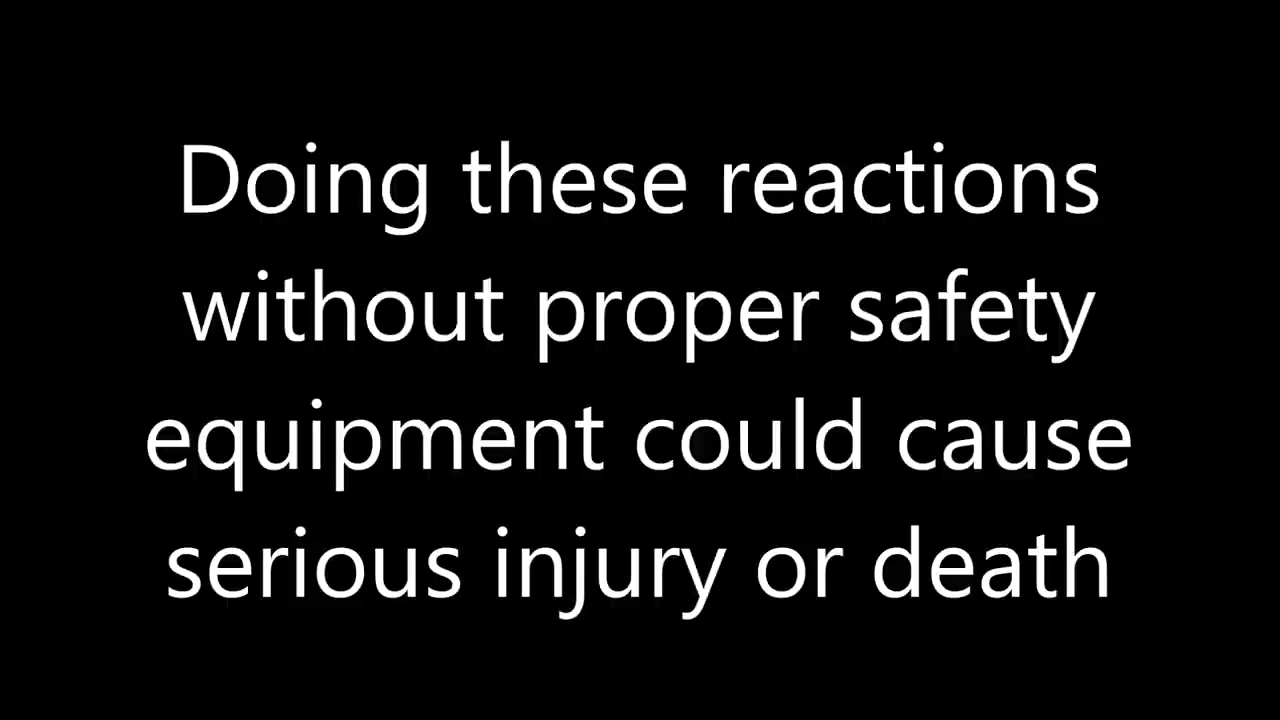 Doing these reactions
without proper safety
equipment could cause
serious injury or death